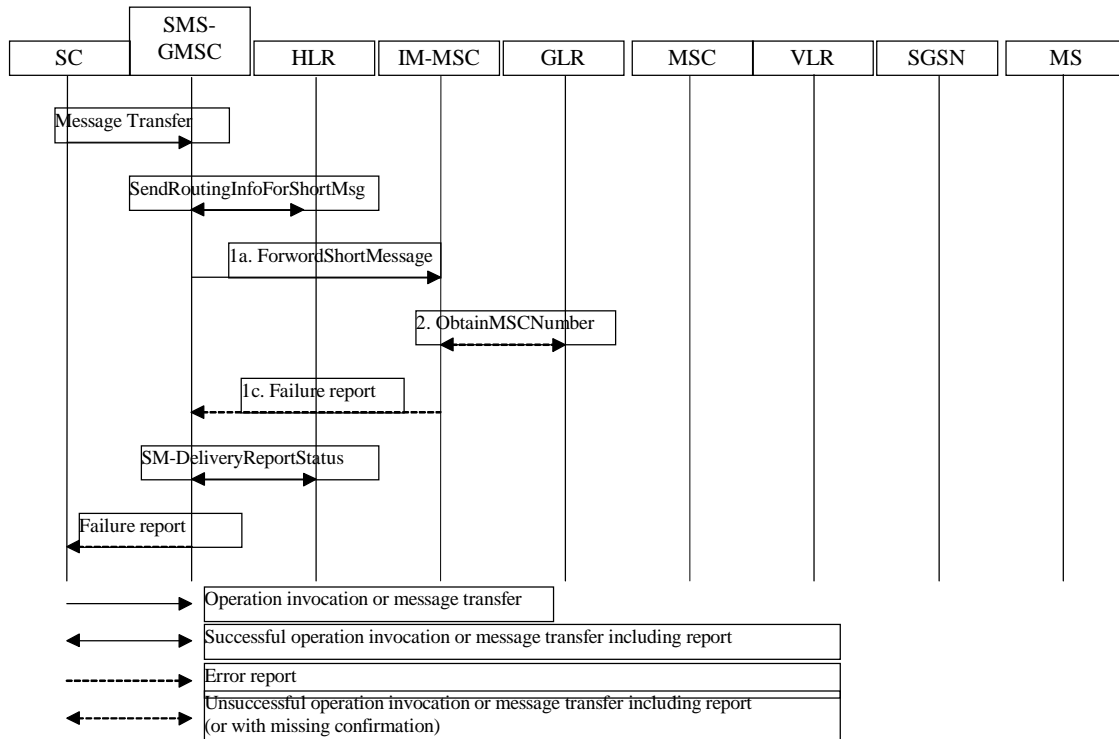 SMS-
GMSC
SC
HLR
IM-MSC
GLR
MSC
VLR
SGSN
MS
Message Transfer
SendRoutingInfoForShortMsg
1a. ForwordShortMessage
2. ObtainMSCNumber
1c. Failure report
SM-DeliveryReportStatus
Failure report
Operation invocation or message transfer
Successful operation invocation or message transfer including report
Error report
Unsuccessful operation invocation or message transfer including report
(or with missing confirmation)